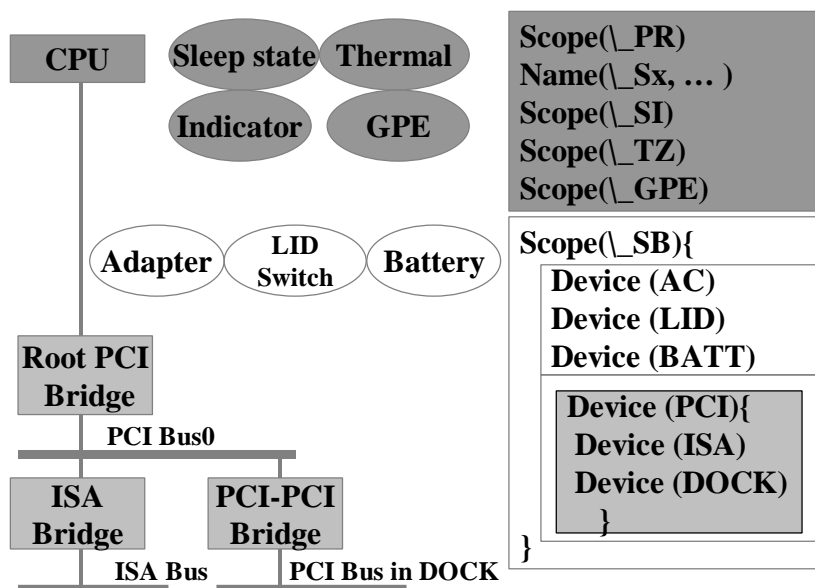 CPU
Sleep state
Thermal
Indicator
GPE
Adapter
LID
Switch
Battery
Root PCI
Bridge
PCI Bus0
ISA
Bridge
PCI-PCI
Bridge
ISA Bus
PCI Bus in DOCK
Scope(\_PR)
Name(\_Sx, … )
Scope(\_SI)
Scope(\_TZ)
Scope(\_GPE)
Scope(\_SB){
Device (AC)
Device (LID)
Device (BATT)
Device (PCI){
Device (ISA)
Device (DOCK)
}
}